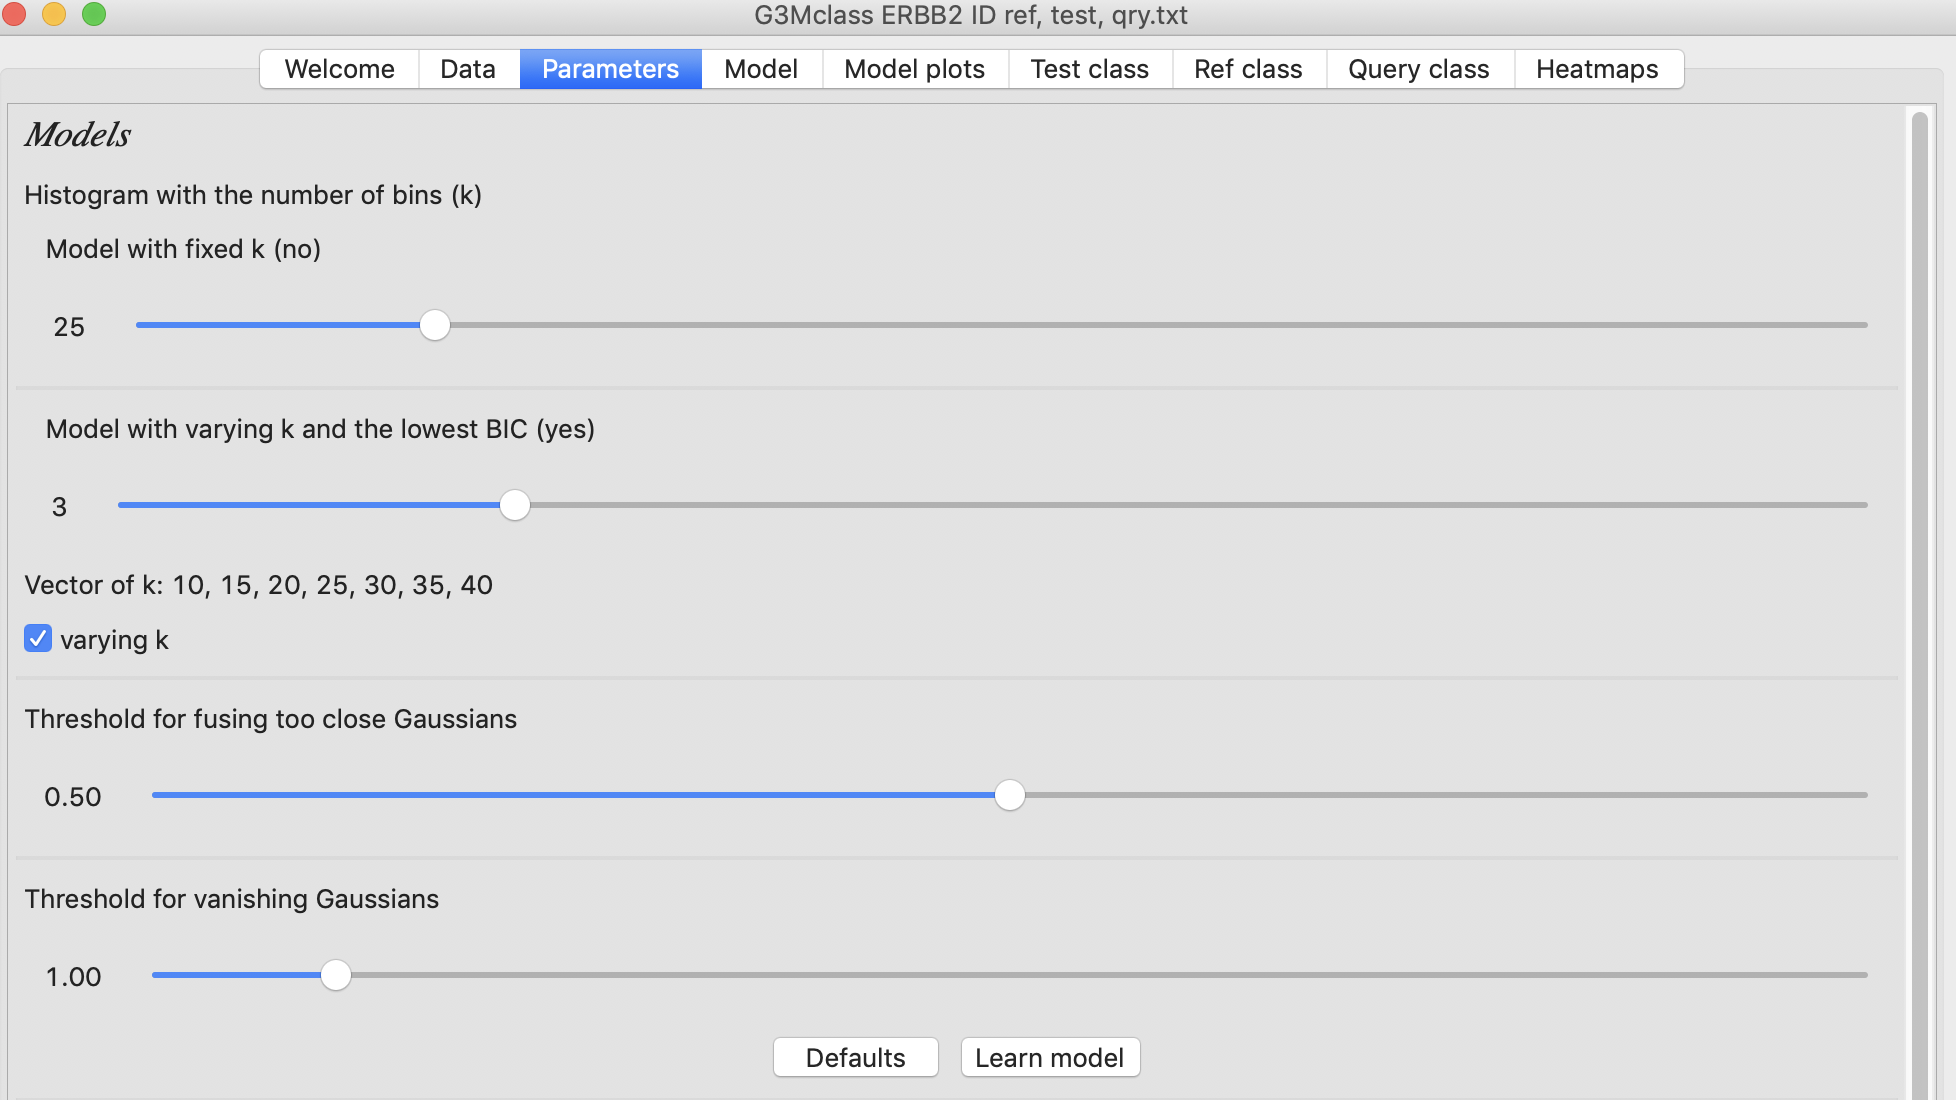 G3Mclass ERBB2 ID ref, test, qry.txt
Welcome Data Parameters Model Model plots Test class Ref class Query class Heatmaps
Models
Histogram with the number of bins (k)
Model with fixed k (no)
25
Model with varying k and the lowest BIC (yes)
3
Vector of k: 10, 15, 20, 25, 30, 35, 40
varying k
Threshold for fusing too close Gaussians
0.50
Threshold for vanishing Gaussians
1.00
Defaults Learn model